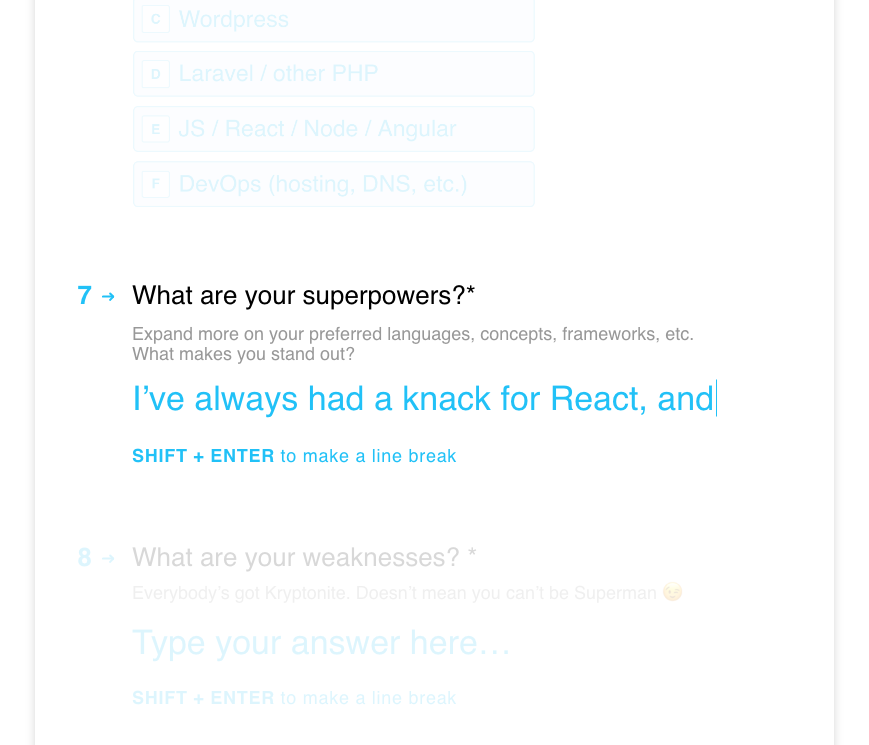 C Wordpress
D Laravel / other PHP
E JS / React / Node / Angular
F DevOps (hosting, DNS, etc.)
7 → What are your superpowers?*
Expand more on your preferred languages, concepts, frameworks, etc.
What makes you stand out?
I’ve always had a knack for React, and
SHIFT + ENTER to make a line break
8 → What are your weaknesses? *
Everybody’s got Kryptonite. Doesn’t mean you can’t be Superman 😉
Type your answer here…
SHIFT + ENTER to make a line break